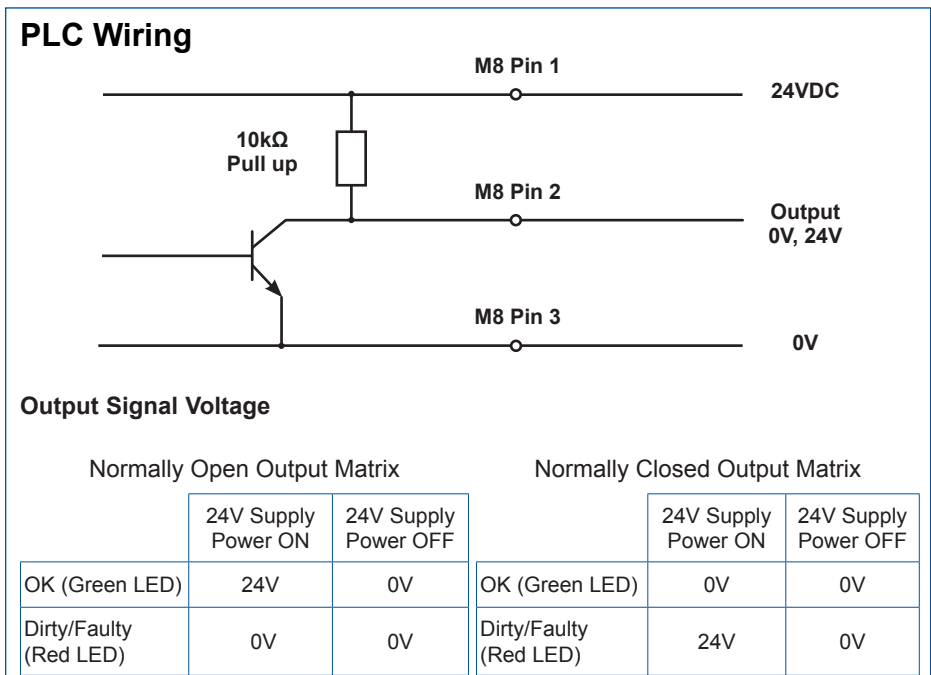 PLC Wiring
M8 Pin 1
24VDC
10kΩ
Pull up
M8 Pin 2
Output
0V, 24V
M8 Pin 3
0V
Output Signal Voltage
Normally Open Output Matrix
24V Supply Power ON
24V Supply Power OFF
OK (Green LED) 24V 0V
Dirty/Faulty (Red LED) 0V 0V
Normally Closed Output Matrix
24V Supply Power ON
24V Supply Power OFF
OK (Green LED) 0V 0V
Dirty/Faulty (Red LED) 24V 0V